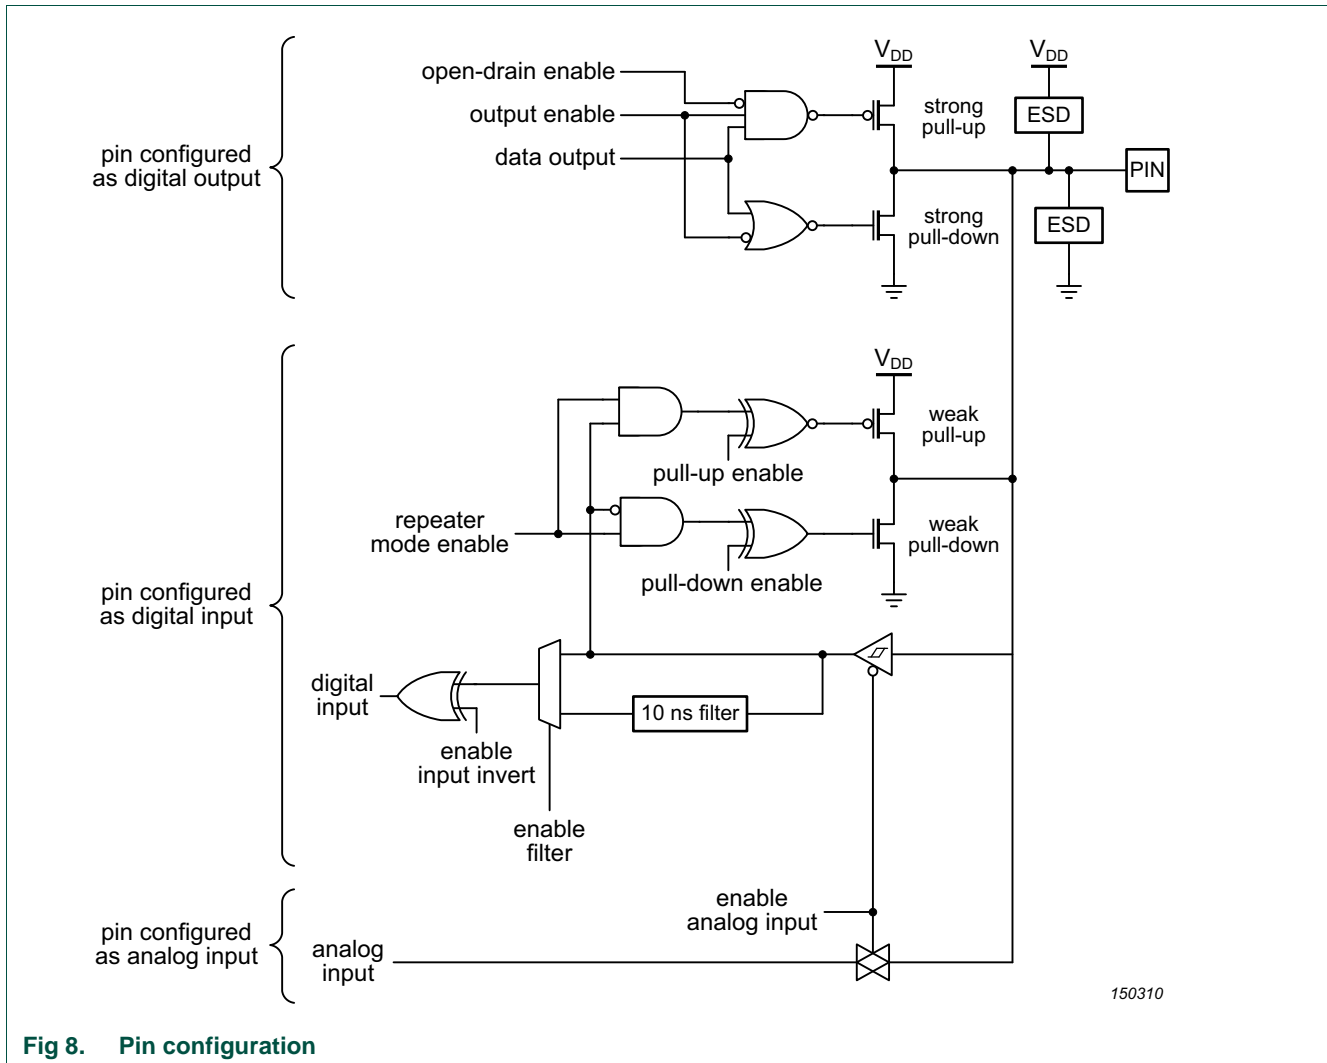 VDD
VDD
open-drain enable
output enable
data output
strong
pull-up
ESD
PIN
pin configured
as digital output
strong
pull-down
ESD
VDD
weak
pull-up
pull-up enable
repeater
mode enable
weak
pull-down
pull-down enable
pin configured
as digital input
digital
input
10 ns filter
enable
input invert
enable
filter
enable
analog input
pin configured
as analog input
analog
input
150310
Fig 8. Pin configuration